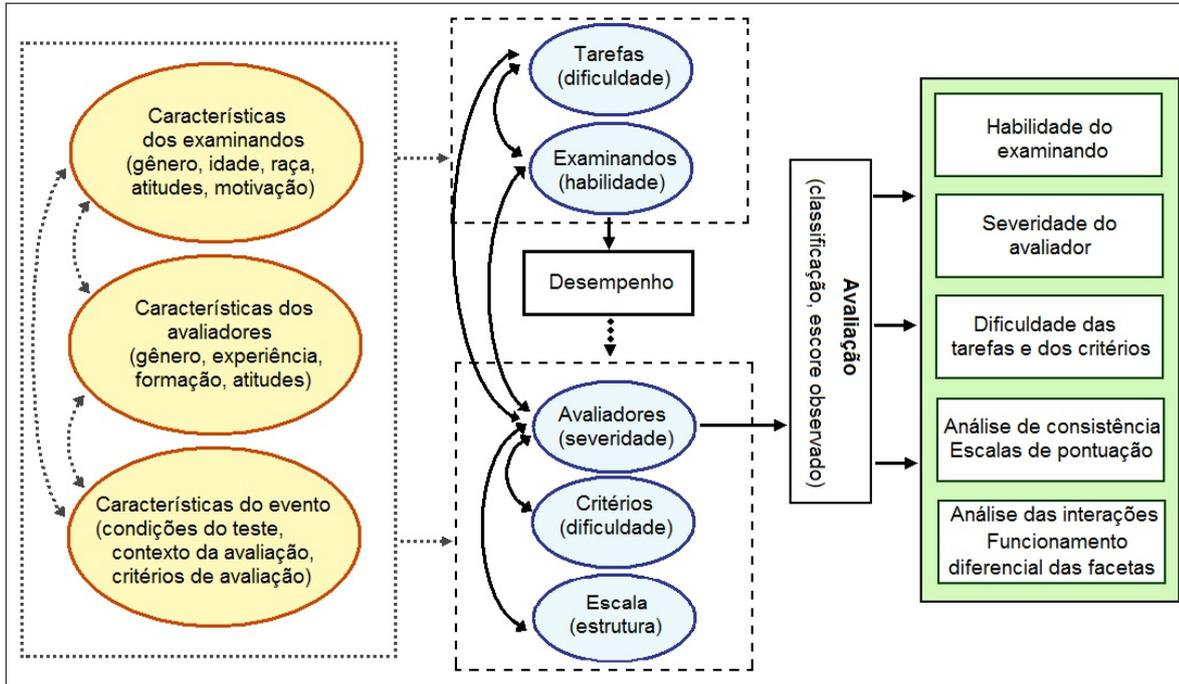 Características
dos examinandos
(gênero, idade, raça,
atitudes, motivação)
Características dos
avaliadores
(gênero, experiência,
formação, atitudes)
Características do evento
(condições do teste,
contexto da avaliação,
critérios de avaliação)
Tarefas
(dificuldade)
Examinandos
(habilidade)
Desempenho
Avaliadores
(severidade)
Critérios
(dificuldade)
Escala
(estrutura)
Avaliação
(classificação, escore observado)
Habilidade do
examinando
Severidade do
avaliador
Dificuldade das
tarefas e dos critérios
Análise de consistência
Escalas de pontuação
Análise das interações
Funcionamento
diferencial das facetas